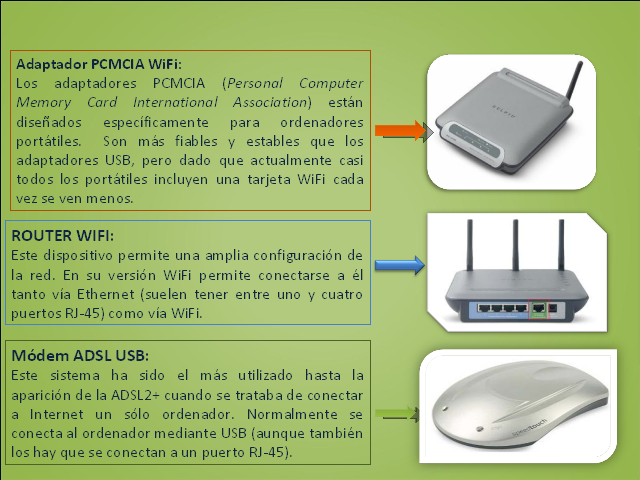 Adaptador PCMCIA WiFi:
Los adaptadores PCMCIA (Personal Computer
Memory Card International Association) están
diseñados específicamente para ordenadores
portátiles. Son más fiables y estables que los
adaptadores USB, pero dado que actualmente casi
todos los portátiles incluyen una tarjeta WiFi cada
vez se ven menos.
BELKIN
ROUTER WIFI:
Este dispositivo permite una amplia configuración de
la red. En su versión WiFi permite conectarse a él
tanto vía Ethernet (suelen tener entre uno y cuatro
puertos RJ-45) como vía WiFi.
Módem ADSL USB:
Este sistema ha sido el más utilizado hasta la
aparición de la ADSL2+ cuando se trataba de conectar
a Internet un sólo ordenador. Normalmente se
conecta al ordenador mediante USB (aunque también
los hay que se conectan a un puerto RJ-45).
speedtouch